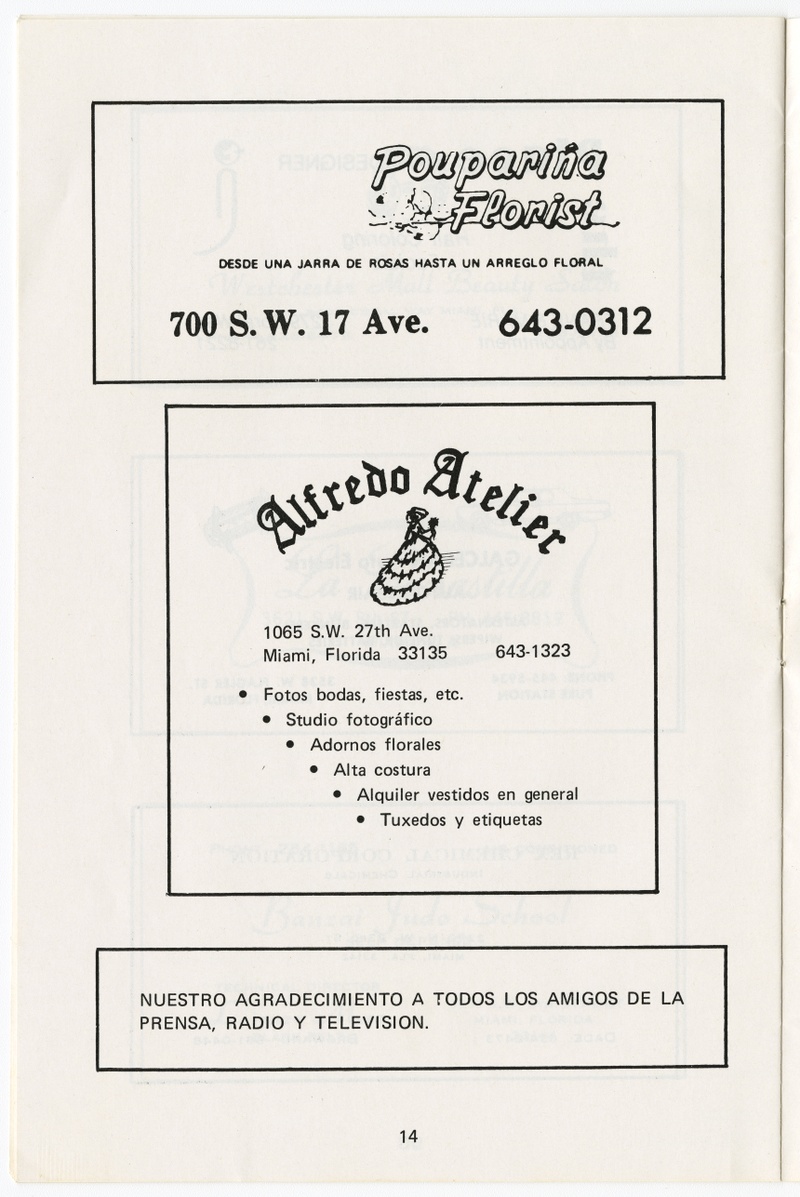 Poupariña
Florist
DESDE UNA JARRA DE ROSAS HASTA UN ARREGLO FLORAL
700 S. W. 17 Ave. 643-0312
Alfredo Atelier
1065 S.W. 27th Ave.
Miami, Florida 33135 643-1323
• Fotos bodas, fiestas, etc.
• Studio fotográfico
• Adornos florales
• Alta costura
• Alquiler vestidos en general
• Tuxedos y etiquetas
NUESTRO AGRADECIMIENTO A TODOS LOS AMIGOS DE LA
PRENSA, RADIO Y TELEVISION.
14